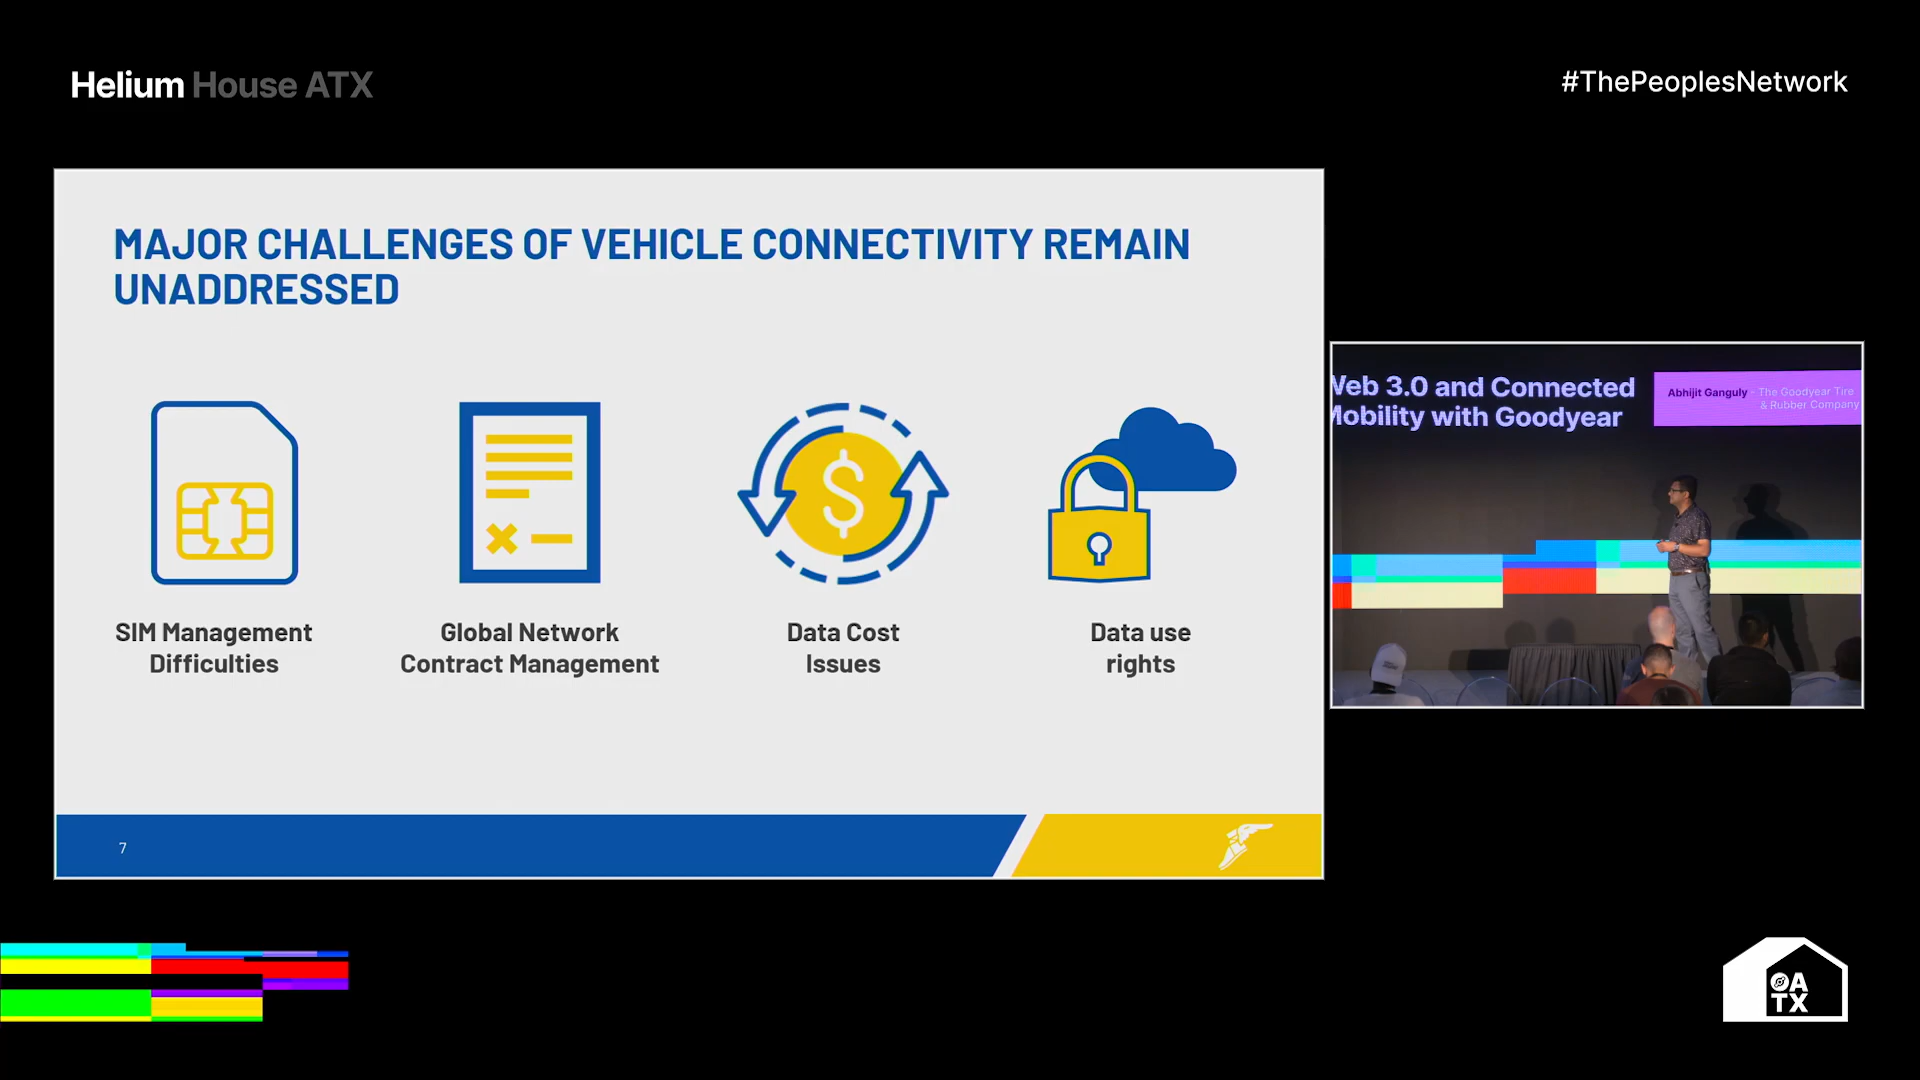 Helium House ATX
#ThePeoplesNetwork
MAJOR CHALLENGES OF VEHICLE CONNECTIVITY REMAIN
UNADDRESSED
SIM Management
Difficulties
Global Network
Contract Management
Data Cost
Issues
Data use
rights
7
Web 3.0 and Connected
Mobility with Goodyear
Abhijit Ganguly - The Goodyear Tire
& Rubber Company
ATX